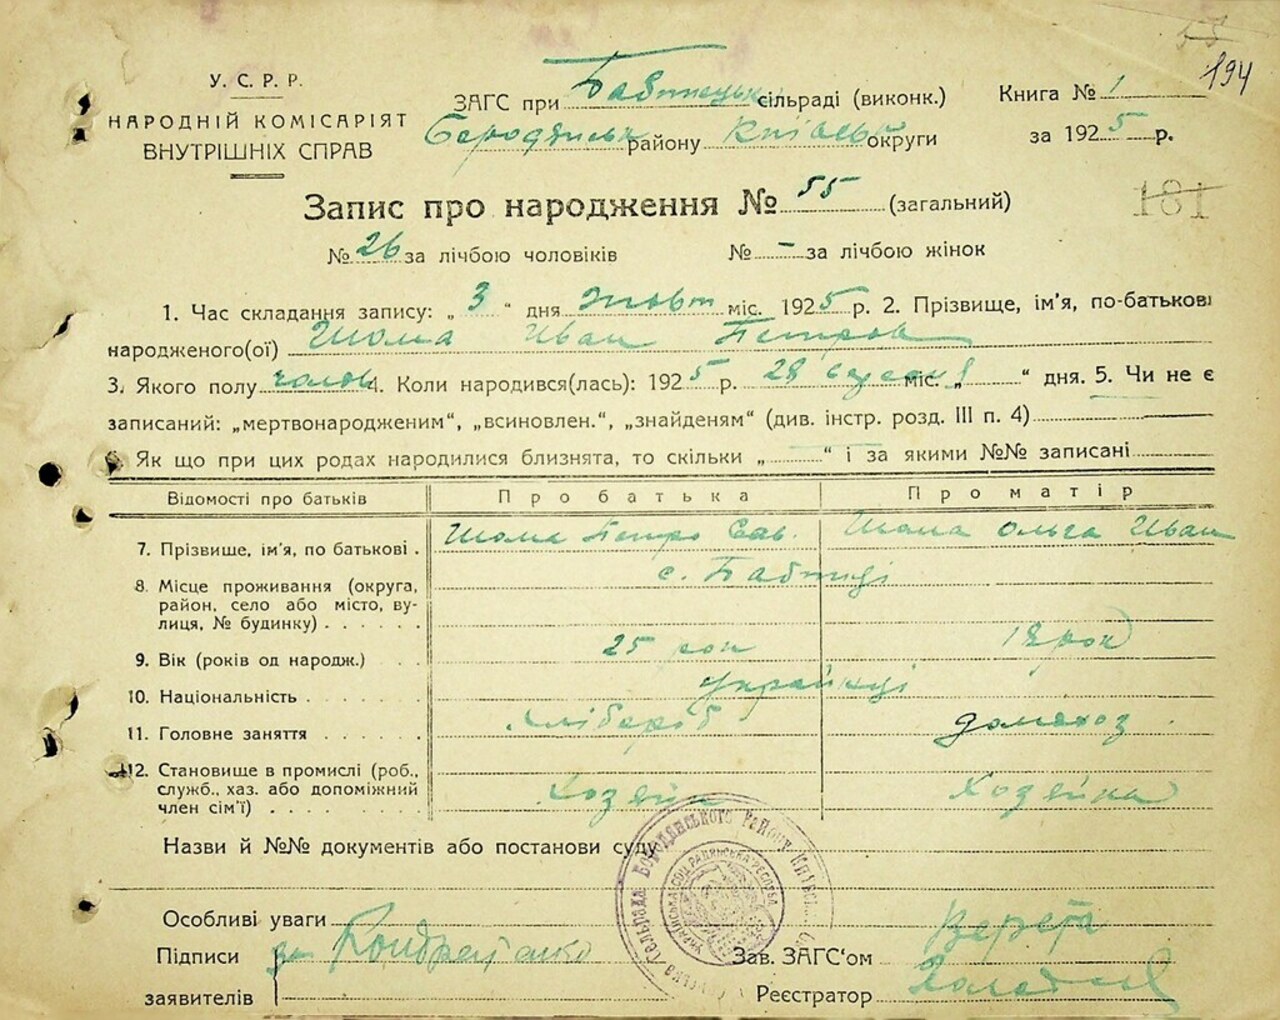 194
У. С. Р. Р.
НАРОДНІЙ КОМІСАРІЯТ
ВНУТРІШНІХ СПРАВ
ЗАГС при сільраді (виконк.)
району округи
Книга № 1
за 1925 р.
Запис про народження № 55 (загальний)
181
№ 26 за лічбою чоловіків № - за лічбою жінок
1. Час складання запису: „ 3 “ дня жовт міс. 1925 р. 2. Прізвище, ім'я, по-батькові
народженого(ої) Шома Иван Петров
3. Якого полу чолов 4. Коли народився(лась): 1925 р. 28 вересня міс. „ “ дня. 5. Чи не є
записаний: „мертвонародженим“, „всиновлен.“, „знайденям“ (див. інстр. розд. III п. 4)
6. Як що при цих родах народилися близнята, то скільки „ “ і за якими №№ записані
Відомості про батьків Про батька Про матір
7. Прізвище, ім'я, по батькові . Шома Петро Сав. Шома Ольга Иван
8. Місце проживання (округа,
район, село або місто, ву-
лиця, № будинку) . . . . . .
с. Бабинці
9. Вік (років од народж.) . . 25 рок 18 рок
10. Національність . . . . . . українці
11. Головне заняття . . . . . хлібороб домохоз.
12. Становище в промислі (роб.,
служб., хаз. або допоміжний
член сім'ї) . . . . . . . .
Хозяїн Хозяйка
Назви й №№ документів або постанови суду
Особливі уваги
Підписи
заявителів
Кондратенко
Зав. ЗАГС'ом Верета
Реєстратор